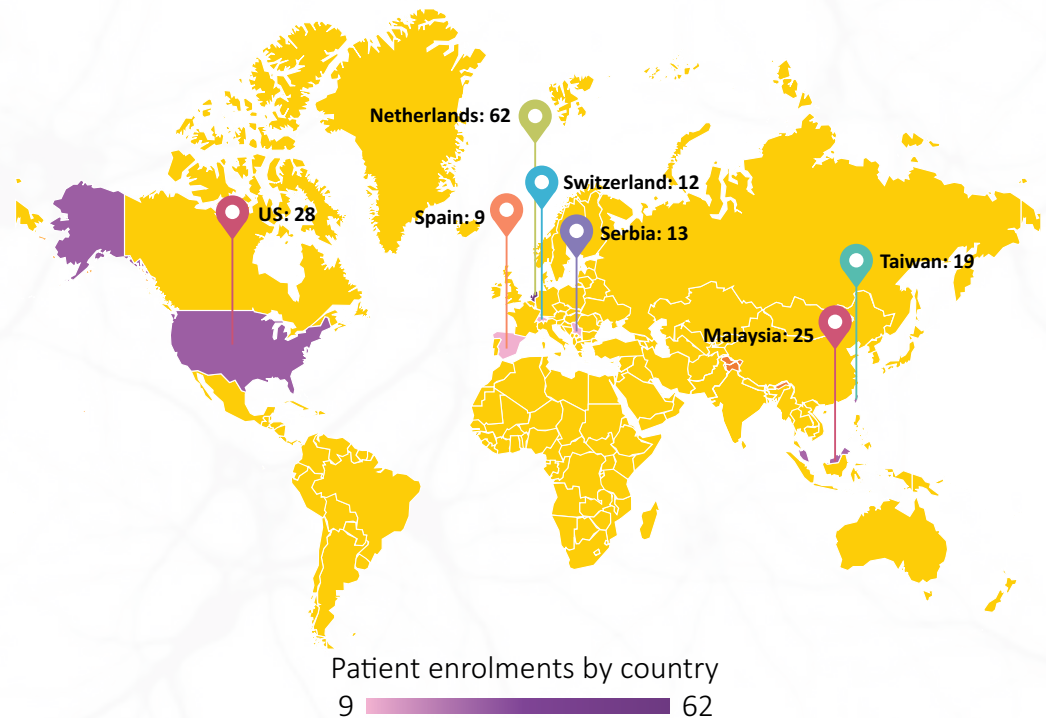 Netherlands: 62
Switzerland: 12
US: 28
Spain: 9
Serbia: 13
Taiwan: 19
Malaysia: 25
Patient enrolments by country
9 62